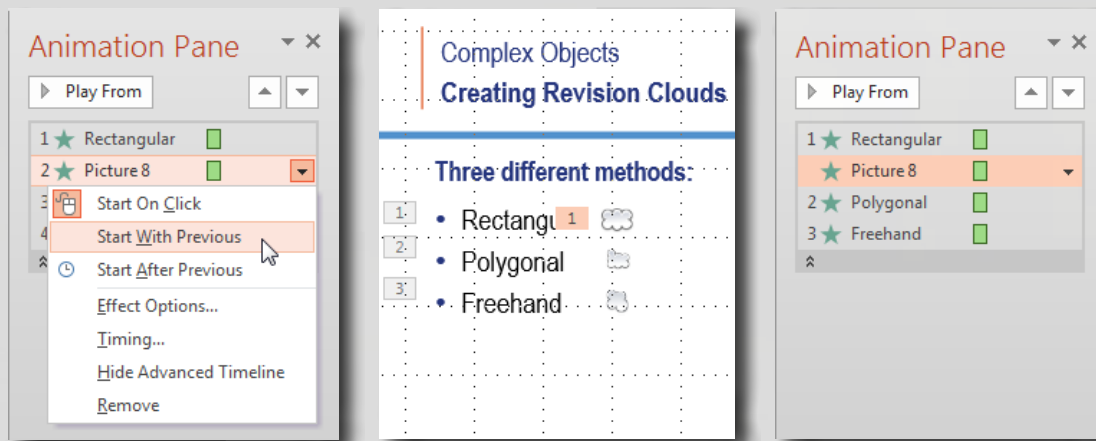 Animation Pane
Play From
1 Rectangular
2 Picture 8
3 Start On Click
4 Start With Previous
Start After Previous
Effect Options...
Timing...
Hide Advanced Timeline
Remove
Complex Objects
Creating Revision Clouds
Three different methods:
1. • Rectangu 1
2. • Polygonal
3. • Freehand
Animation Pane
Play From
1 Rectangular
Picture 8
2 Polygonal
3 Freehand